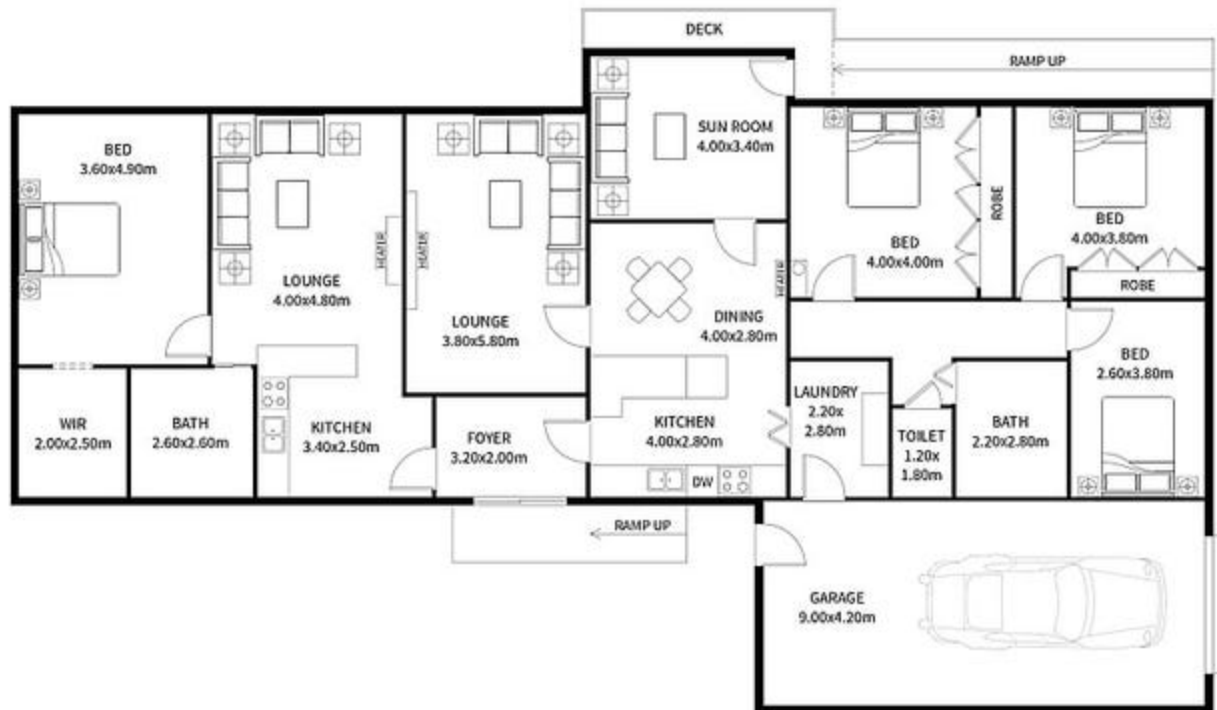 DECK
RAMP UP
BED
3.60x4.90m
SUN ROOM
4.00x3.40m
ROBE
BED
4.00x4.00m
BED
4.00x3.80m
ROBE
HEATER
HEATER
HEATER
LOUNGE
4.00x4.80m
LOUNGE
3.80x5.80m
DINING
4.00x2.80m
BED
2.60x3.80m
WIR
2.00x2.50m
BATH
2.60x2.60m
KITCHEN
3.40x2.50m
FOYER
3.20x2.00m
KITCHEN
4.00x2.80m
DW
LAUNDRY
2.20x
2.80m
TOILET
1.20x
1.80m
BATH
2.20x2.80m
RAMP UP
GARAGE
9.00x4.20m